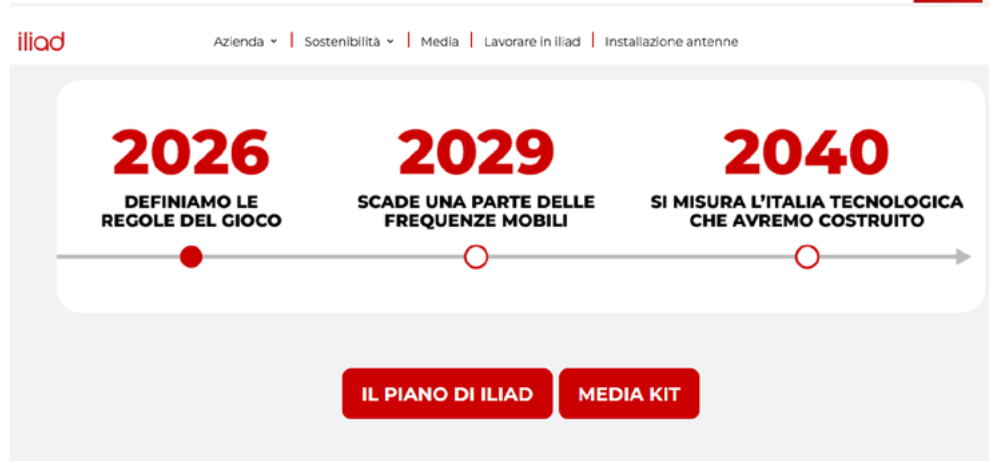 iliad
Azienda | Sostenibilità | Media | Lavorare in iliad | Installazione antenne
2026
DEFINIAMO LE
REGOLE DEL GIOCO
2029
SCADE UNA PARTE DELLE
FREQUENZE MOBILI
2040
SI MISURA L'ITALIA TECNOLOGICA
CHE AVREMO COSTRUITO
IL PIANO DI ILIAD
MEDIA KIT